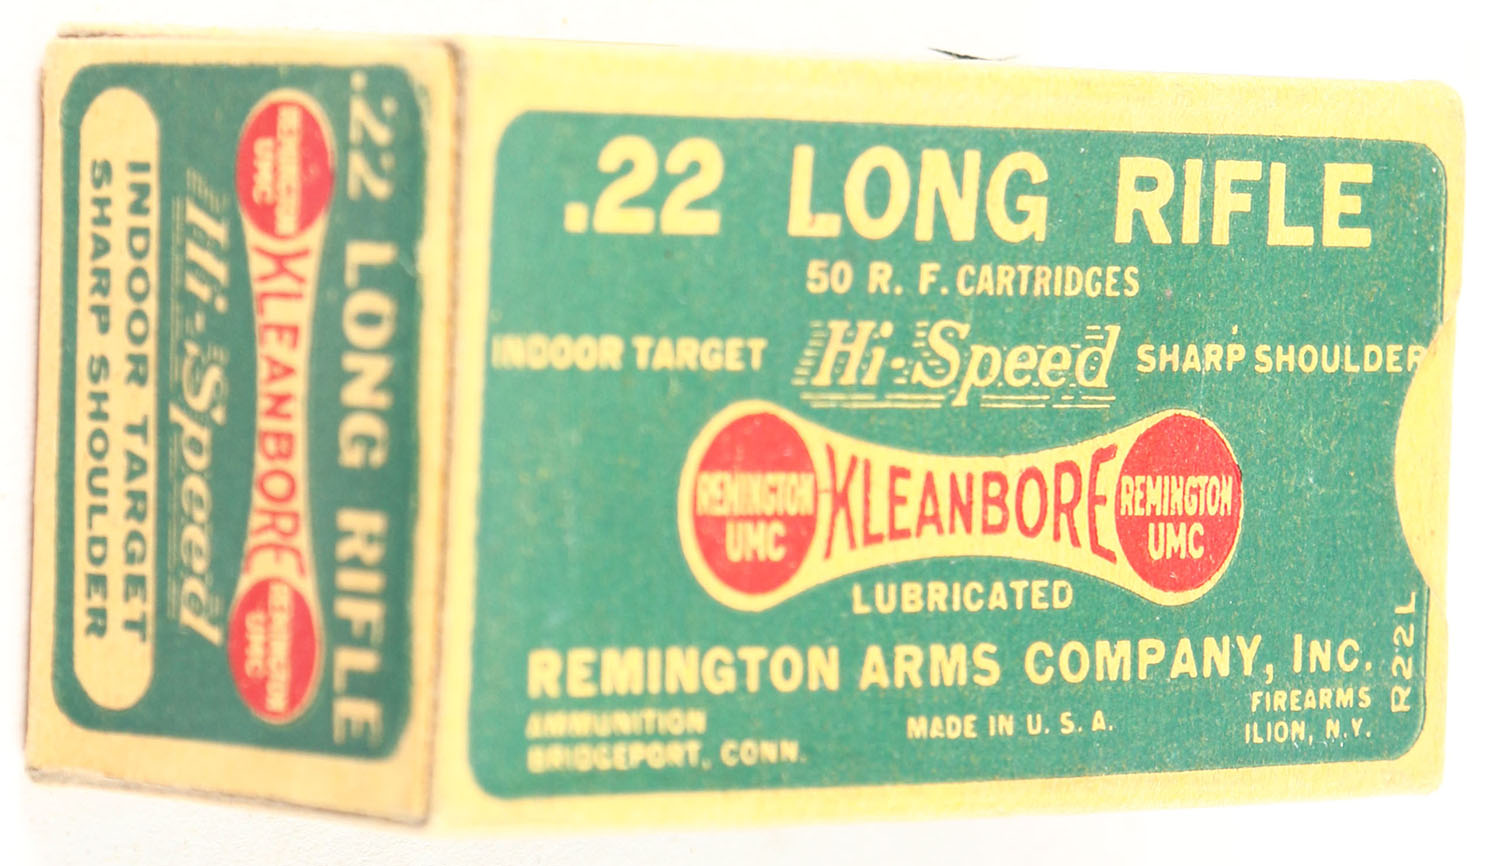 .22 LONG RIFLE
REMINGTON
UMC
KLEANBORE
REMINGTON
UMC
Hi-Speed
INDOOR TARGET
SHARP SHOULDER
.22 LONG RIFLE
50 R. F. CARTRIDGES
INDOOR TARGET Hi-Speed SHARP SHOULDER
REMINGTON UMC KLEANBORE REMINGTON UMC
LUBRICATED
REMINGTON ARMS COMPANY, INC.
AMMUNITION
BRIDGEPORT, CONN.
MADE IN U. S. A.
FIREARMS
ILION, N.Y.
R22L